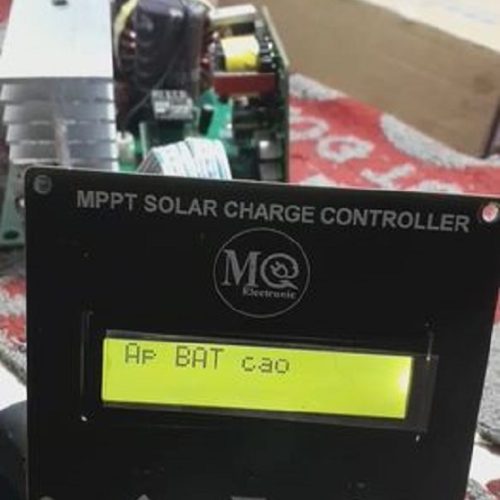 MPPT SOLAR CHARGE CONTROLLER
MQ
Electronic
Ap BAT cao